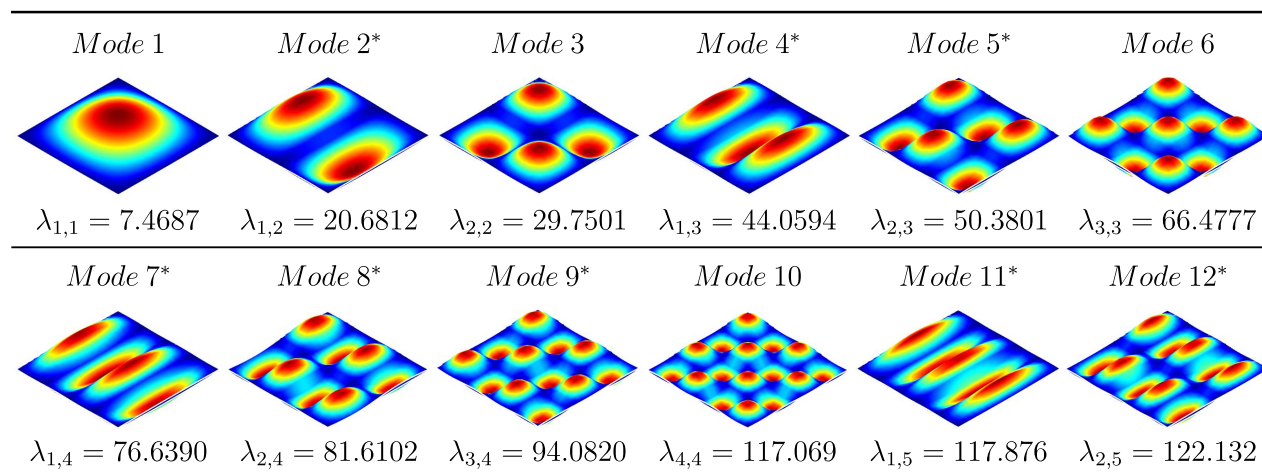 Mode 1 Mode 2* Mode 3 Mode 4* Mode 5* Mode 6
λ1,1 = 7.4687 λ1,2 = 20.6812 λ2,2 = 29.7501 λ1,3 = 44.0594 λ2,3 = 50.3801 λ3,3 = 66.4777
Mode 7* Mode 8* Mode 9* Mode 10 Mode 11* Mode 12*
λ1,4 = 76.6390 λ2,4 = 81.6102 λ3,4 = 94.0820 λ4,4 = 117.069 λ1,5 = 117.876 λ2,5 = 122.132